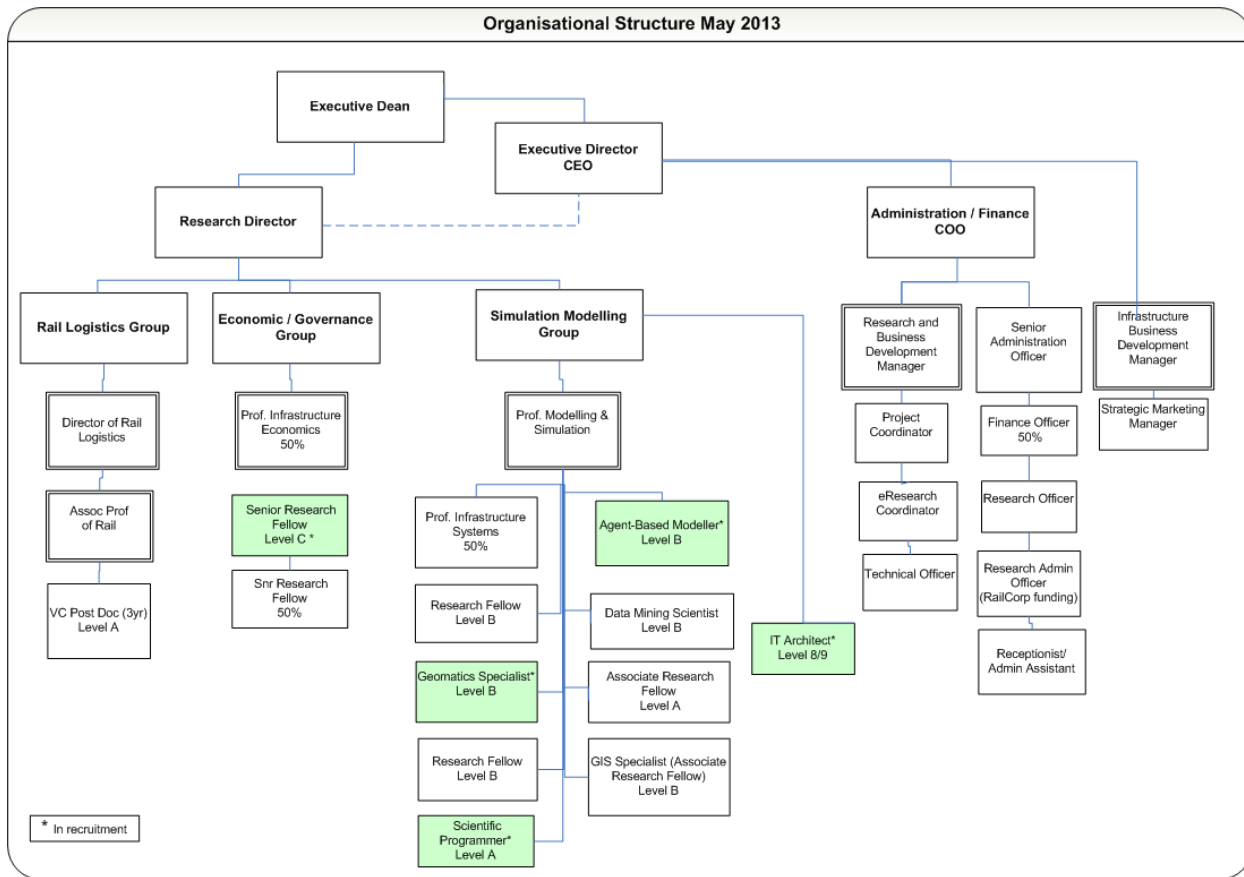 Organisational Structure May 2013
Executive Dean
Executive Director
CEO
Research Director
Administration / Finance
COO
Rail Logistics Group
Economic / Governance
Group
Simulation Modelling
Group
Research and
Business
Development
Manager
Senior
Administration
Officer
Infrastructure
Business
Development
Manager
Director of Rail
Logistics
Prof. Infrastructure
Economics
50%
Prof. Modelling &
Simulation
Project
Coordinator
Finance Officer
50%
Strategic Marketing
Manager
Assoc Prof
of Rail
Senior Research
Fellow
Level C *
Prof. Infrastructure
Systems
50%
Agent-Based Modeller*
Level B
eResearch
Coordinator
Research Officer
VC Post Doc (3yr)
Level A
Snr Research
Fellow
50%
Research Fellow
Level B
Data Mining Scientist
Level B
IT Architect*
Level 8/9
Technical Officer
Research Admin
Officer
(RailCorp funding)
Geomatics Specialist*
Level B
Associate Research
Fellow
Level A
Receptionist/
Admin Assistant
Research Fellow
Level B
GIS Specialist (Associate
Research Fellow)
Level B
Scientific
Programmer*
Level A
* In recruitment